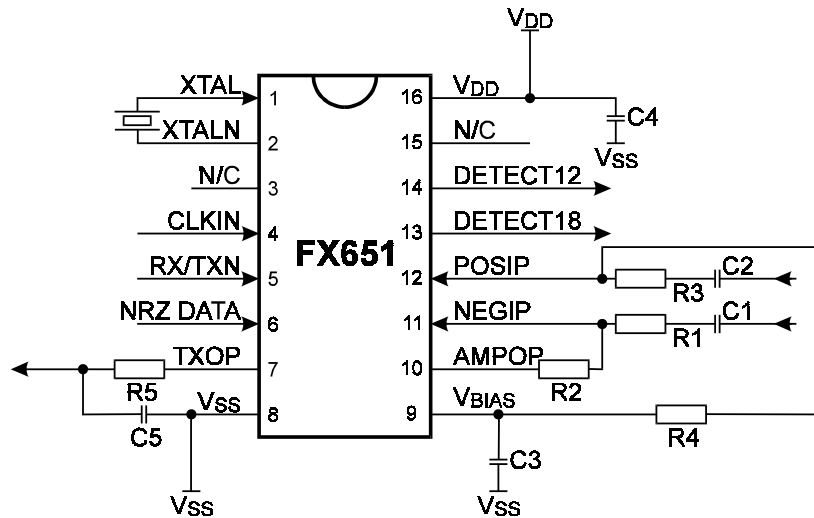 VDD
XTAL 1 16 VDD
C4
XTALN 2 15 N/C
VSS
N/C 3 14 DETECT12
CLKIN 4 13 DETECT18
FX651
RX/TXN 5 12 POSIP
C2
R3
NRZ DATA 6 11 NEGIP
C1
R1
TXOP 7 10 AMPOP
R5 R2
VSS 8 9 VBIAS
C5 R4
C3
VSS VSS